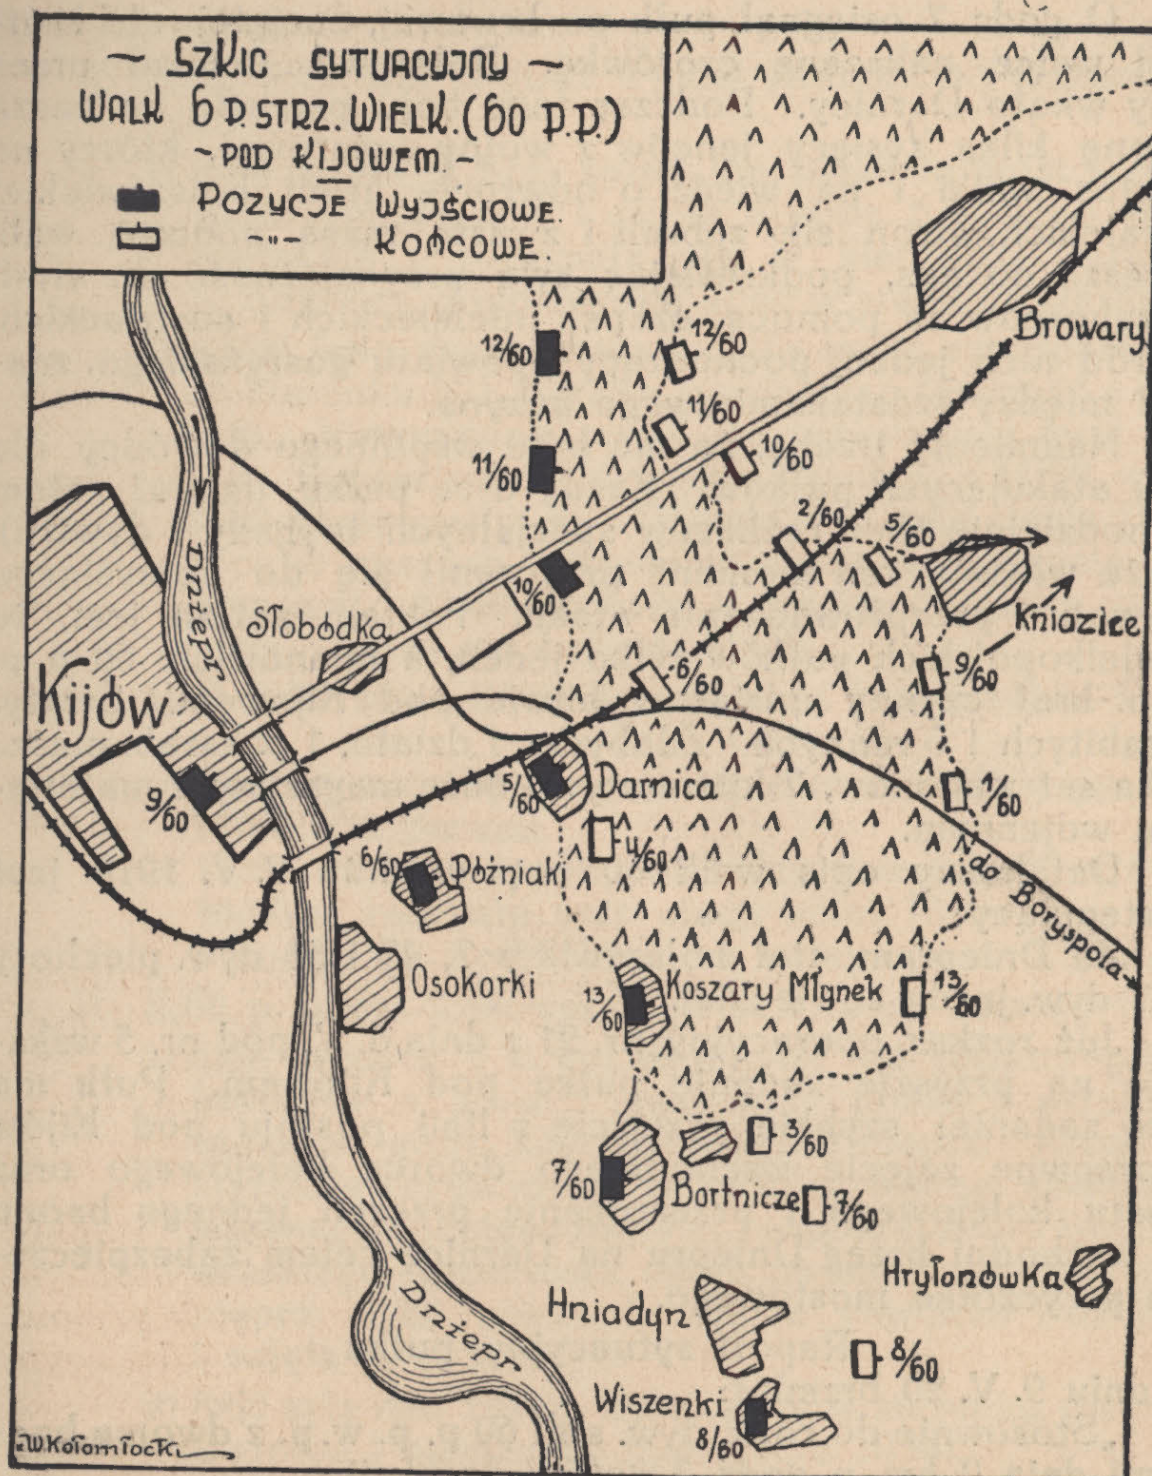 ~ SZKIC SYTUACYJNY ~
WALK 6 P. STRZ. WIELK. (60 P.P.)
- POD KIJOWEM. -
POZYCJE WYJŚCIOWE.
-"- KOŃCOWE.
Browary
12/60
12/60
11/60
10/60
11/60
2/60
5/60
10/60
Dniepr
Słobódka
Kniazice
6/60
9/60
Kijów
9/60
5/60
Darnica
1/60
4/60
6/60
Póżniaki
do Boryspola
Osokorki
13/60
Koszary Młynek
13/60
3/60
7/60
Bortnicze
7/60
Hryłonówka
Dniepr
Hniadyn
8/60
Wiszenki
8/60
W. Kołomłocki